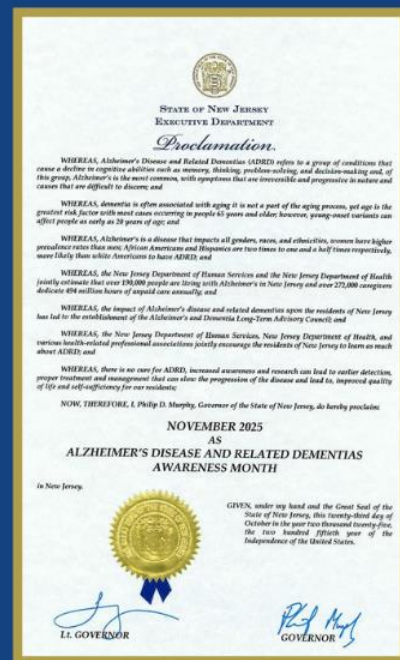 STATE OF NEW JERSEY
EXECUTIVE DEPARTMENT
Proclamation.
WHEREAS, Alzheimer's Disease and Related Dementias (ADRD) refers to a group of conditions that
cause a decline in cognitive abilities such as memory, thinking, problem-solving, and decision-making and, of
this group, Alzheimer's is the most common, with symptoms that are irreversible and progressive in nature and
causes that are difficult to discern; and
WHEREAS, dementia is often associated with aging it is not a part of the aging process, yet age is the
greatest risk factor with most cases occurring in people 65 years and older; however, young-onset variants can
affect people as early as 20 years of age; and
WHEREAS, Alzheimer's is a disease that impacts all genders, races, and ethnicities, women have higher
prevalence rates than men; African Americans and Hispanics are two times to one and a half times respectively,
more likely than white Americans to have ADRD; and
WHEREAS, the New Jersey Department of Human Services and the New Jersey Department of Health
jointly estimate that over 190,000 people are living with Alzheimer's in New Jersey and over 272,000 caregivers
dedicate 494 million hours of unpaid care annually; and
WHEREAS, the impact of Alzheimer's disease and related dementias upon the residents of New Jersey
has led to the establishment of the Alzheimer's and Dementia Long-Term Advisory Council; and
WHEREAS, the New Jersey Department of Human Services, New Jersey Department of Health, and
various health-related professional associations jointly encourage the residents of New Jersey to learn as much
about ADRD; and
WHEREAS, there is no cure for ADRD, increased awareness and research can lead to earlier detection,
proper treatment and management that can slow the progression of the disease and lead to, improved quality
of life and self-sufficiency for our residents;
NOW, THEREFORE, I, Philip D. Murphy, Governor of the State of New Jersey, do hereby proclaim:
NOVEMBER 2025
AS
ALZHEIMER'S DISEASE AND RELATED DEMENTIAS
AWARENESS MONTH
in New Jersey.
GIVEN, under my hand and the Great Seal of the
State of New Jersey, this twenty-third day of
October in the year two thousand twenty-five,
the two hundred fiftieth year of the
Independence of the United States.
Lt. GOVERNOR
GOVERNOR